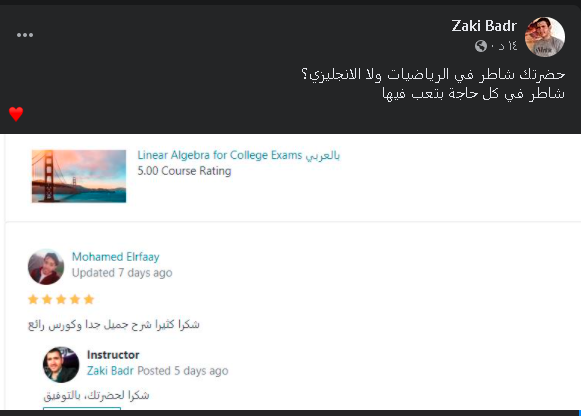 Zaki Badr
١٤ د ·
حضرتك شاطر في الرياضيات ولا الانجليزي؟
شاطر في كل حاجة بتعب فيها
Linear Algebra for College Exams بالعربي
5.00 Course Rating
Mohamed Elrfaay
Updated 7 days ago
شكرا كثيرا شرح جميل جدا وكورس رائع
Instructor
Zaki Badr Posted 5 days ago
شكرا لحضرتك، بالتوفيق